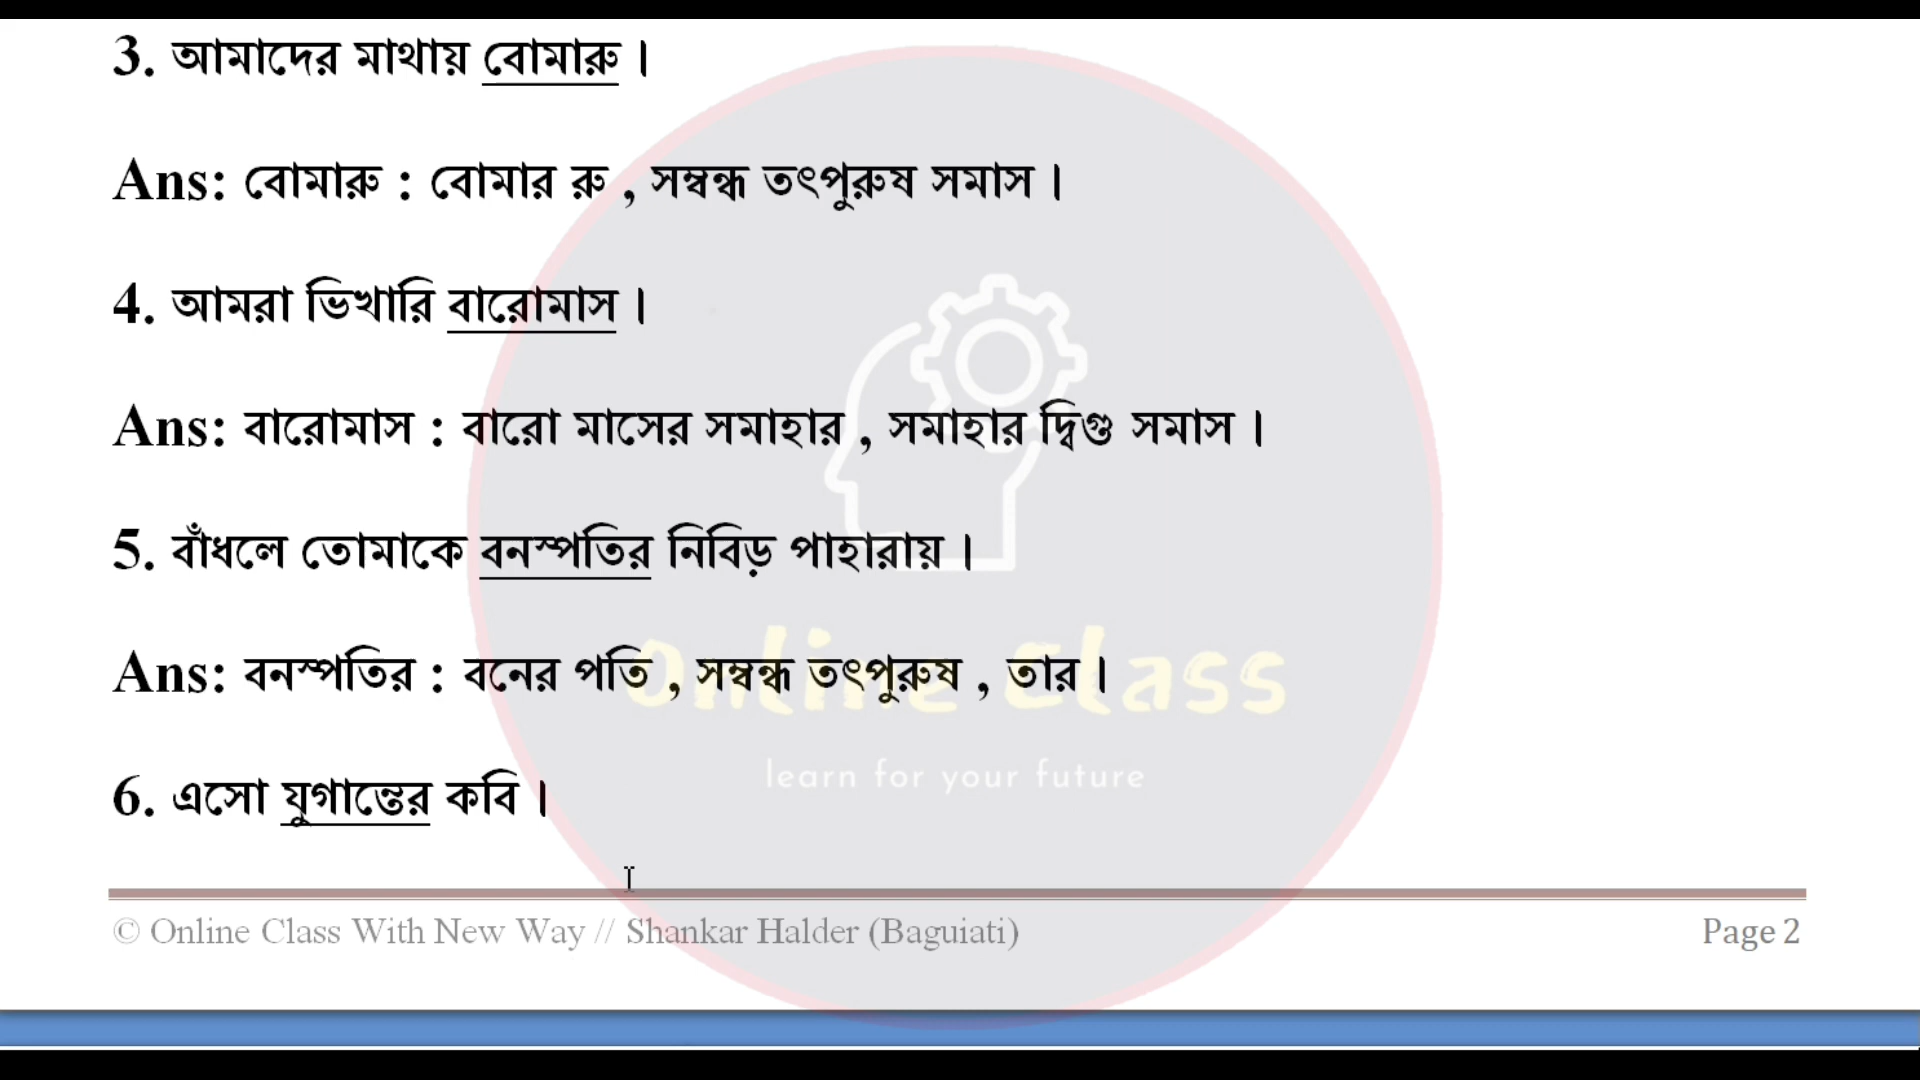 3. আমাদের মাথায় বোমারু ।
Ans: বোমারু : বোমার রু , সম্বন্ধ তৎপুরুষ সমাস ।
4. আমরা ভিখারি বারোমাস ।
Ans: বারোমাস : বারো মাসের সমাহার , সমাহার দ্বিগু সমাস ।
5. বাঁধলে তোমাকে বনস্পতির নিবিড় পাহারায় ।
Ans: বনস্পতির : বনের পতি , সম্বন্ধ তৎপুরুষ , তার ।
Online Class
learn for your future
6. এসো যুগান্তের কবি ।
© Online Class With New Way // Shankar Halder (Baguiati)
Page 2